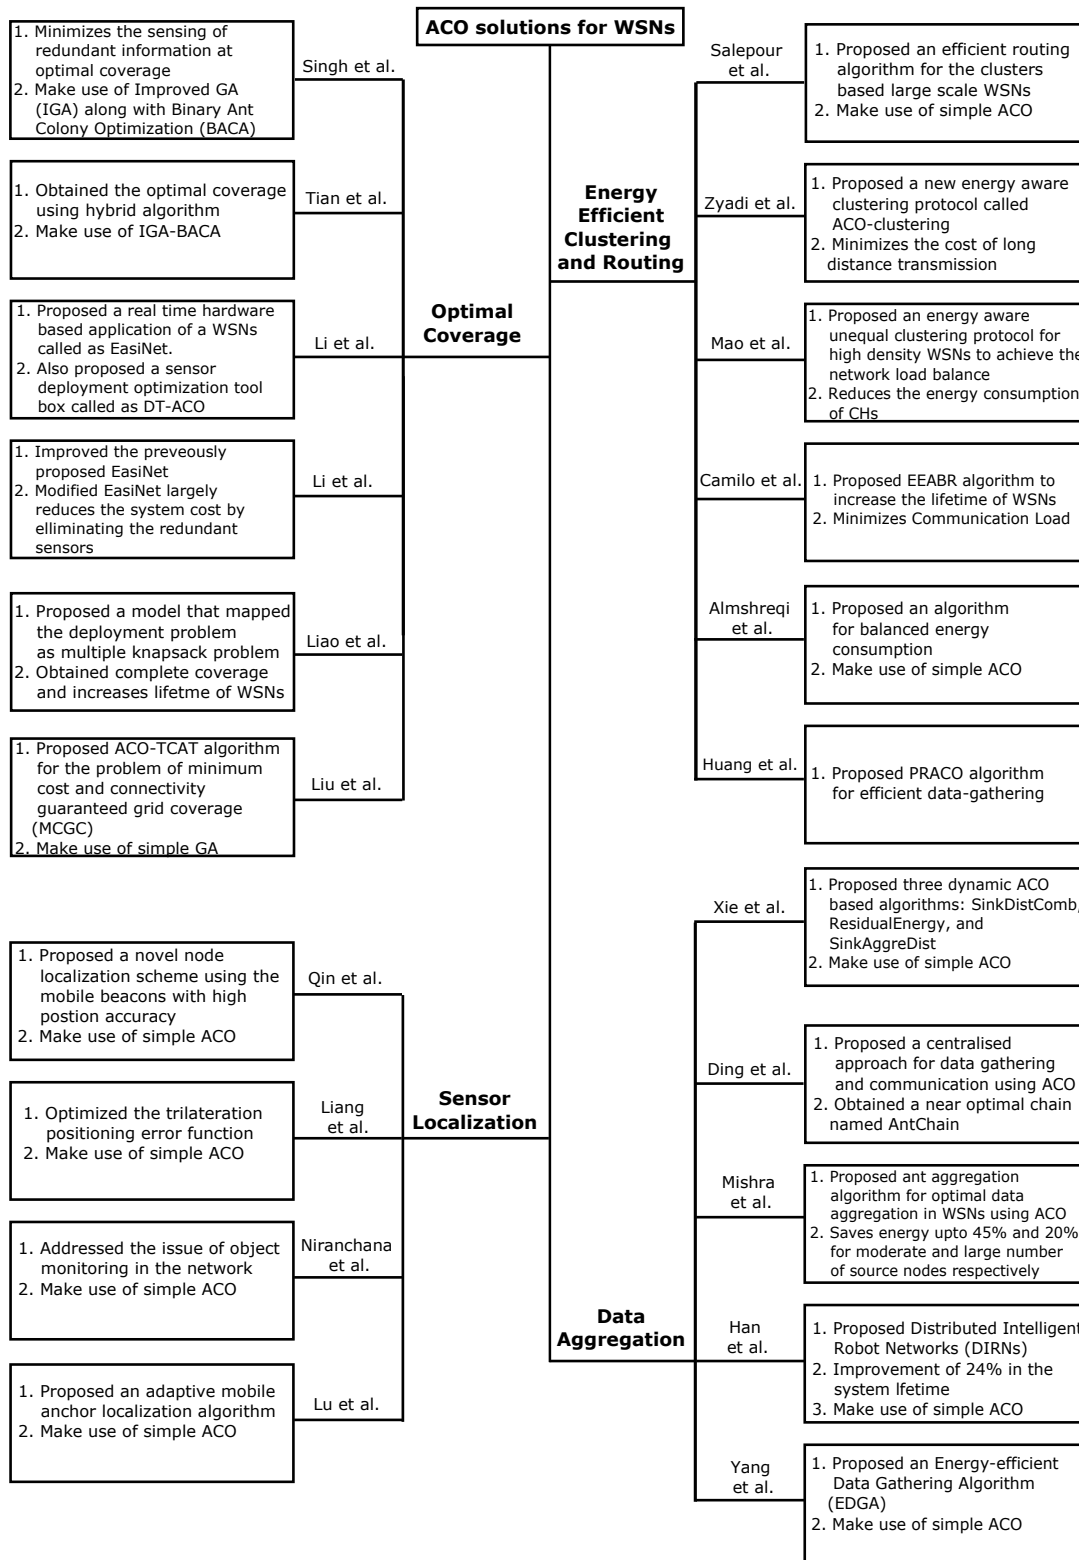 ACO solutions for WSNs
Optimal
Coverage
Singh et al.
1. Minimizes the sensing of
redundant information at
optimal coverage
2. Make use of Improved GA
(IGA) along with Binary Ant
Colony Optimization (BACA)
Tian et al.
1. Obtained the optimal coverage
using hybrid algorithm
2. Make use of IGA-BACA
Li et al.
1. Proposed a real time hardware
based application of a WSNs
called as EasiNet.
2. Also proposed a sensor
deployment optimization tool
box called as DT-ACO
Li et al.
1. Improved the preveously
proposed EasiNet
2. Modified EasiNet largely
reduces the system cost by
elliminating the redundant
sensors
Liao et al.
1. Proposed a model that mapped
the deployment problem
as multiple knapsack problem
2. Obtained complete coverage
and increases lifetme of WSNs
Liu et al.
1. Proposed ACO-TCAT algorithm
for the problem of minimum
cost and connectivity
guaranteed grid coverage
(MCGC)
2. Make use of simple GA
Energy
Efficient
Clustering
and Routing
Salepour
et al.
1. Proposed an efficient routing
algorithm for the clusters
based large scale WSNs
2. Make use of simple ACO
Zyadi et al.
1. Proposed a new energy aware
clustering protocol called
ACO-clustering
2. Minimizes the cost of long
distance transmission
Mao et al.
1. Proposed an energy aware
unequal clustering protocol for
high density WSNs to achieve the
network load balance
2. Reduces the energy consumption
of CHs
Camilo et al.
1. Proposed EEABR algorithm to
increase the lifetime of WSNs
2. Minimizes Communication Load
Almshreqi
et al.
1. Proposed an algorithm
for balanced energy
consumption
2. Make use of simple ACO
Huang et al.
1. Proposed PRACO algorithm
for efficient data-gathering
Sensor
Localization
Qin et al.
1. Proposed a novel node
localization scheme using the
mobile beacons with high
postion accuracy
2. Make use of simple ACO
Liang
et al.
1. Optimized the trilateration
positioning error function
2. Make use of simple ACO
Niranchana
et al.
1. Addressed the issue of object
monitoring in the network
2. Make use of simple ACO
Lu et al.
1. Proposed an adaptive mobile
anchor localization algorithm
2. Make use of simple ACO
Data
Aggregation
Xie et al.
1. Proposed three dynamic ACO
based algorithms: SinkDistComb,
ResidualEnergy, and
SinkAggreDist
2. Make use of simple ACO
Ding et al.
1. Proposed a centralised
approach for data gathering
and communication using ACO
2. Obtained a near optimal chain
named AntChain
Mishra
et al.
1. Proposed ant aggregation
algorithm for optimal data
aggregation in WSNs using ACO
2. Saves energy upto 45% and 20%
for moderate and large number
of source nodes respectively
Han
et al.
1. Proposed Distributed Intelligent
Robot Networks (DIRNs)
2. Improvement of 24% in the
system lfetime
3. Make use of simple ACO
Yang
et al.
1. Proposed an Energy-efficient
Data Gathering Algorithm
(EDGA)
2. Make use of simple ACO